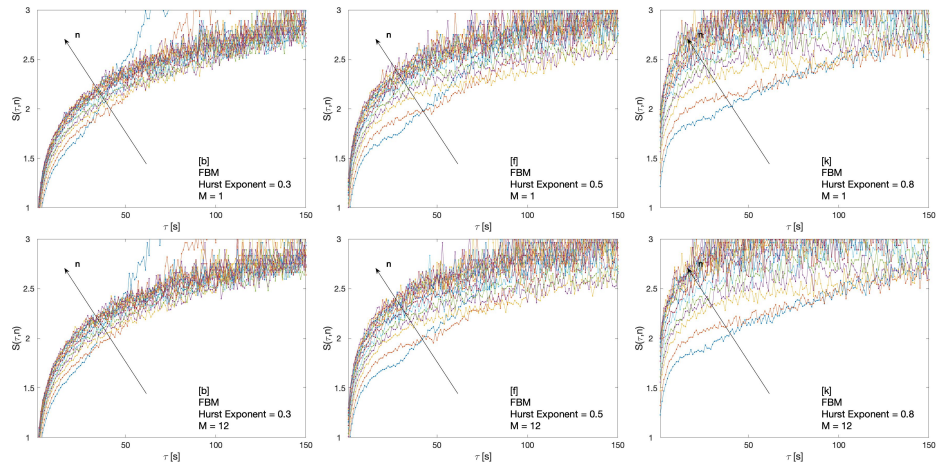 3
2.5
2
1.5
1
S(τ,n)
n
[b]
FBM
Hurst Exponent = 0.3
M = 1
50
100
150
τ [s]
3
2.5
2
1.5
1
S(τ,n)
n
[f]
FBM
Hurst Exponent = 0.5
M = 1
50
100
150
τ [s]
3
2.5
2
1.5
1
S(τ,n)
n
[k]
FBM
Hurst Exponent = 0.8
M = 1
50
100
150
τ [s]
3
2.5
2
1.5
1
S(τ,n)
n
[b]
FBM
Hurst Exponent = 0.3
M = 12
50
100
150
τ [s]
3
2.5
2
1.5
1
S(τ,n)
n
[f]
FBM
Hurst Exponent = 0.5
M = 12
50
100
150
τ [s]
3
2.5
2
1.5
1
S(τ,n)
n
[k]
FBM
Hurst Exponent = 0.8
M = 12
50
100
150
τ [s]